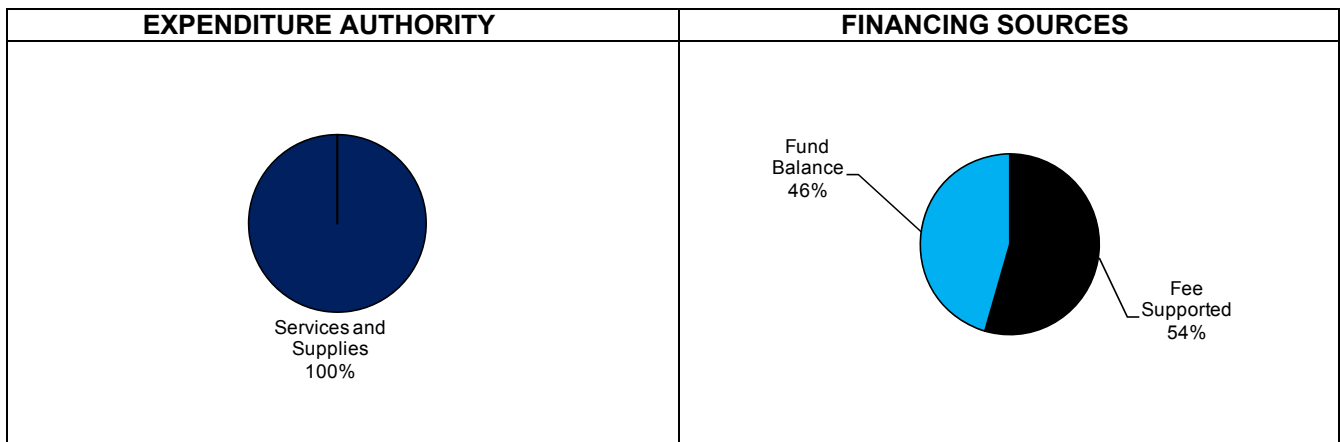 EXPENDITURE AUTHORITY
FINANCING SOURCES
Services and
Supplies
100%
Fund
Balance
46%
Fee
Supported
54%